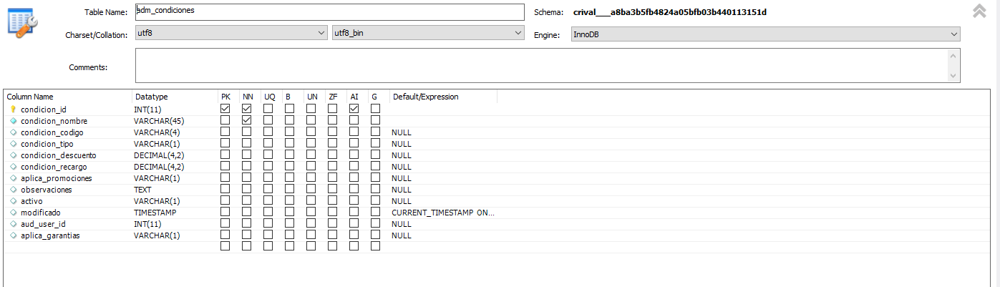 Table Name: adm_condiciones Schema: crival___a8ba3b5fb4824a05bfb03b440113151d
Charset/Collation: utf8 utf8_bin Engine: InnoDB
Comments:
Column Name Datatype PK NN UQ B UN ZF AI G Default/Expression
condicion_id INT(11)
condicion_nombre VARCHAR(45)
condicion_codigo VARCHAR(4) NULL
condicion_tipo VARCHAR(1) NULL
condicion_descuento DECIMAL(4,2) NULL
condicion_recargo DECIMAL(4,2) NULL
aplica_promociones VARCHAR(1) NULL
observaciones TEXT NULL
activo VARCHAR(1) NULL
modificado TIMESTAMP CURRENT_TIMESTAMP ON...
aud_user_id INT(11) NULL
aplica_garantias VARCHAR(1) NULL